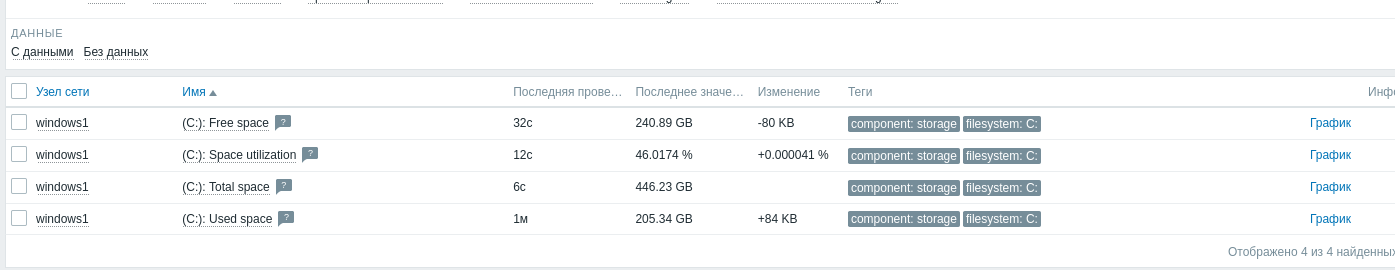 ДАННЫЕ
С данными Без данных
Узел сети Имя Последняя прове… Последнее значе… Изменение Теги Инфо
windows1 (C:): Free space ? 32с 240.89 GB -80 KB component: storage filesystem: C: График
windows1 (C:): Space utilization ? 12с 46.0174 % +0.000041 % component: storage filesystem: C: График
windows1 (C:): Total space ? 6с 446.23 GB component: storage filesystem: C: График
windows1 (C:): Used space ? 1м 205.34 GB +84 KB component: storage filesystem: C: График
Отображено 4 из 4 найденных